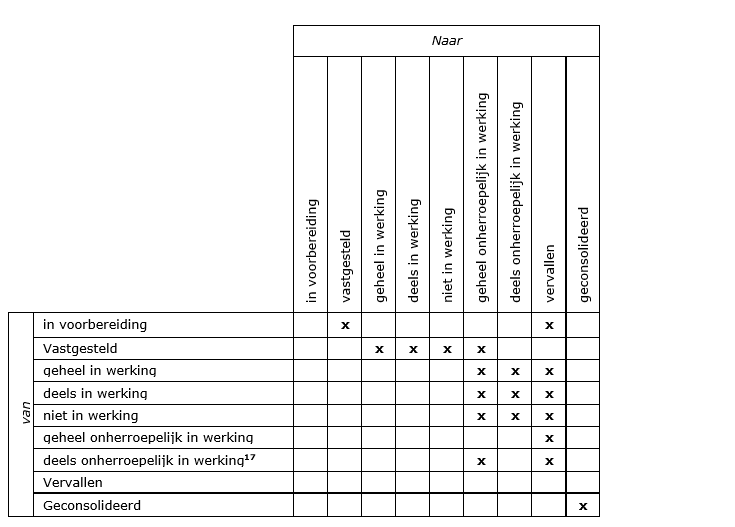 Naar
in voorbereiding
vastgesteld
geheel in werking
deels in werking
niet in werking
geheel onherroepelijk in werking
deels onherroepelijk in werking
vervallen
geconsolideerd
van
in voorbereiding x x
Vastgesteld x x x x
geheel in werking x x x
deels in werking x x x
niet in werking x x x
geheel onherroepelijk in werking x
deels onherroepelijk in werking¹⁷ x x
Vervallen
Geconsolideerd x